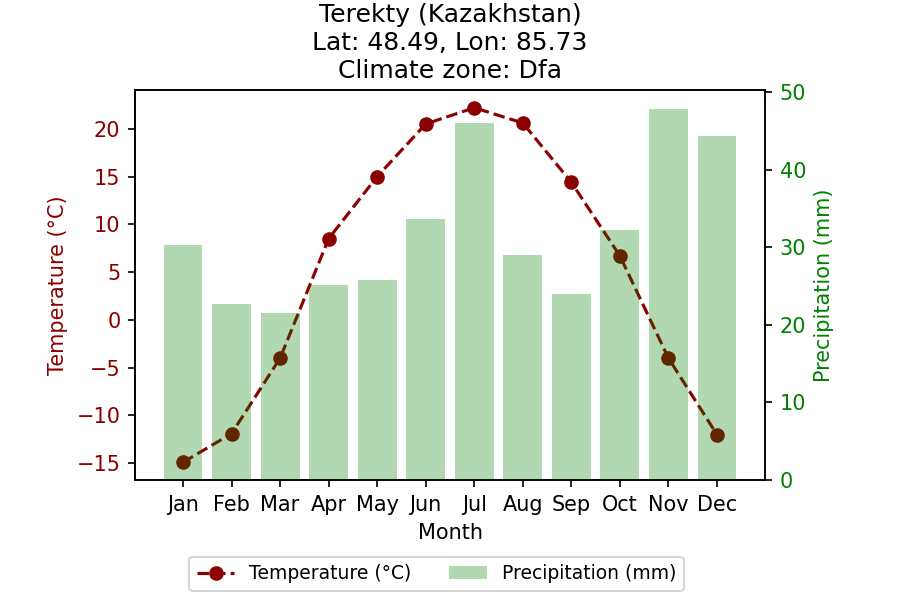 Terekty (Kazakhstan)
Lat: 48.49, Lon: 85.73
Climate zone: Dfa
Temperature (°C)
20
15
10
5
0
−5
−10
−15
50
40
30
20
10
0
Precipitation (mm)
Jan Feb Mar Apr May Jun Jul Aug Sep Oct Nov Dec
Month
Temperature (°C) Precipitation (mm)